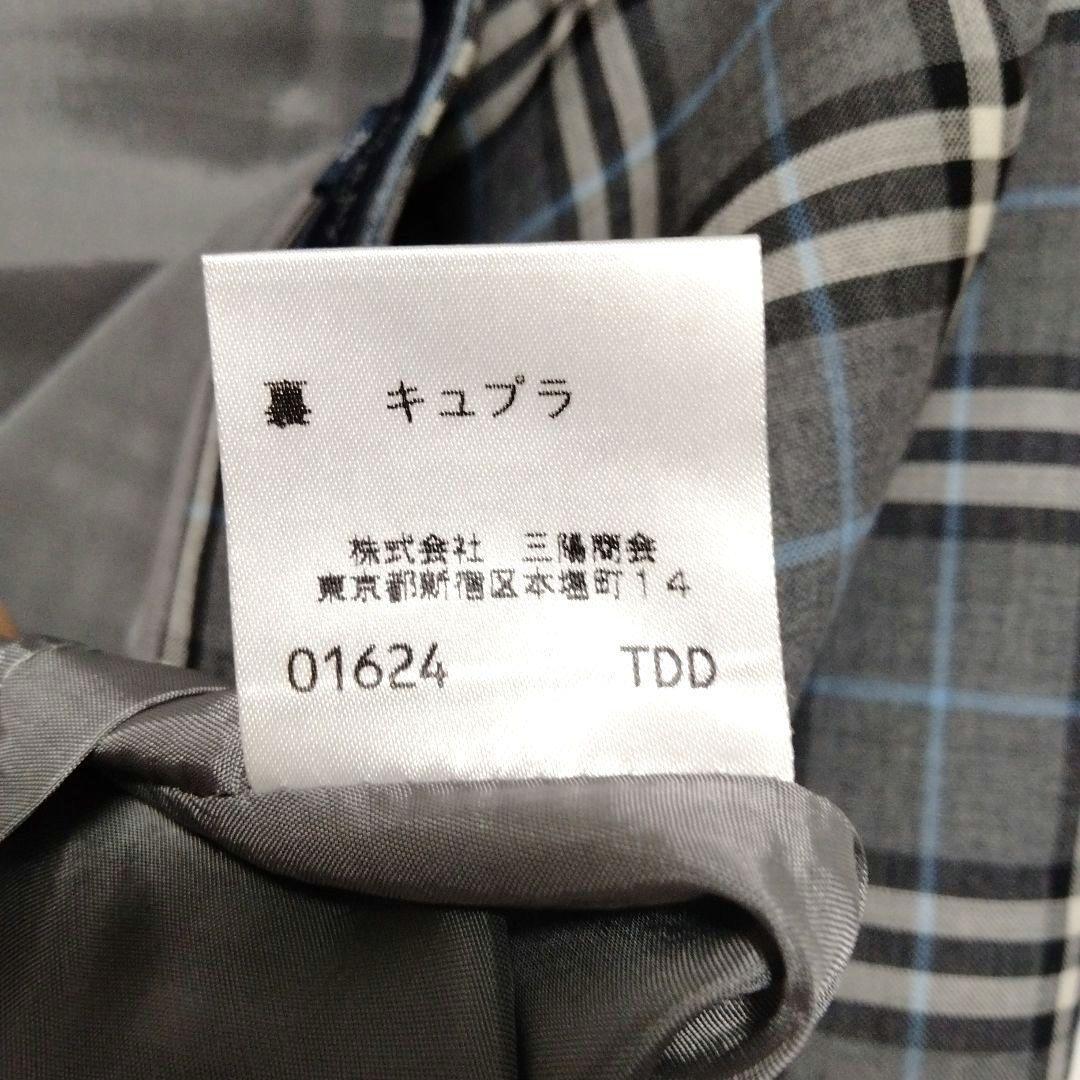 裏　キュプラ
株式会社　三陽商会
東京都新宿区本塩町１４
01624　TDD